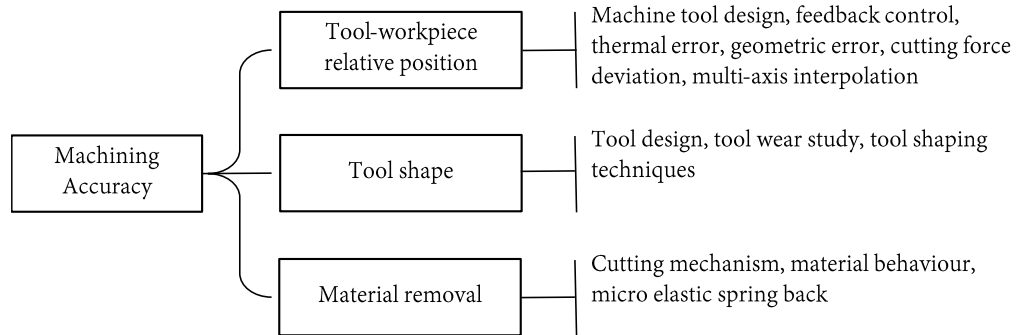 Machining
Accuracy
Tool-workpiece
relative position
Machine tool design, feedback control,
thermal error, geometric error, cutting force
deviation, multi-axis interpolation
Tool shape
Tool design, tool wear study, tool shaping
techniques
Material removal
Cutting mechanism, material behaviour,
micro elastic spring back